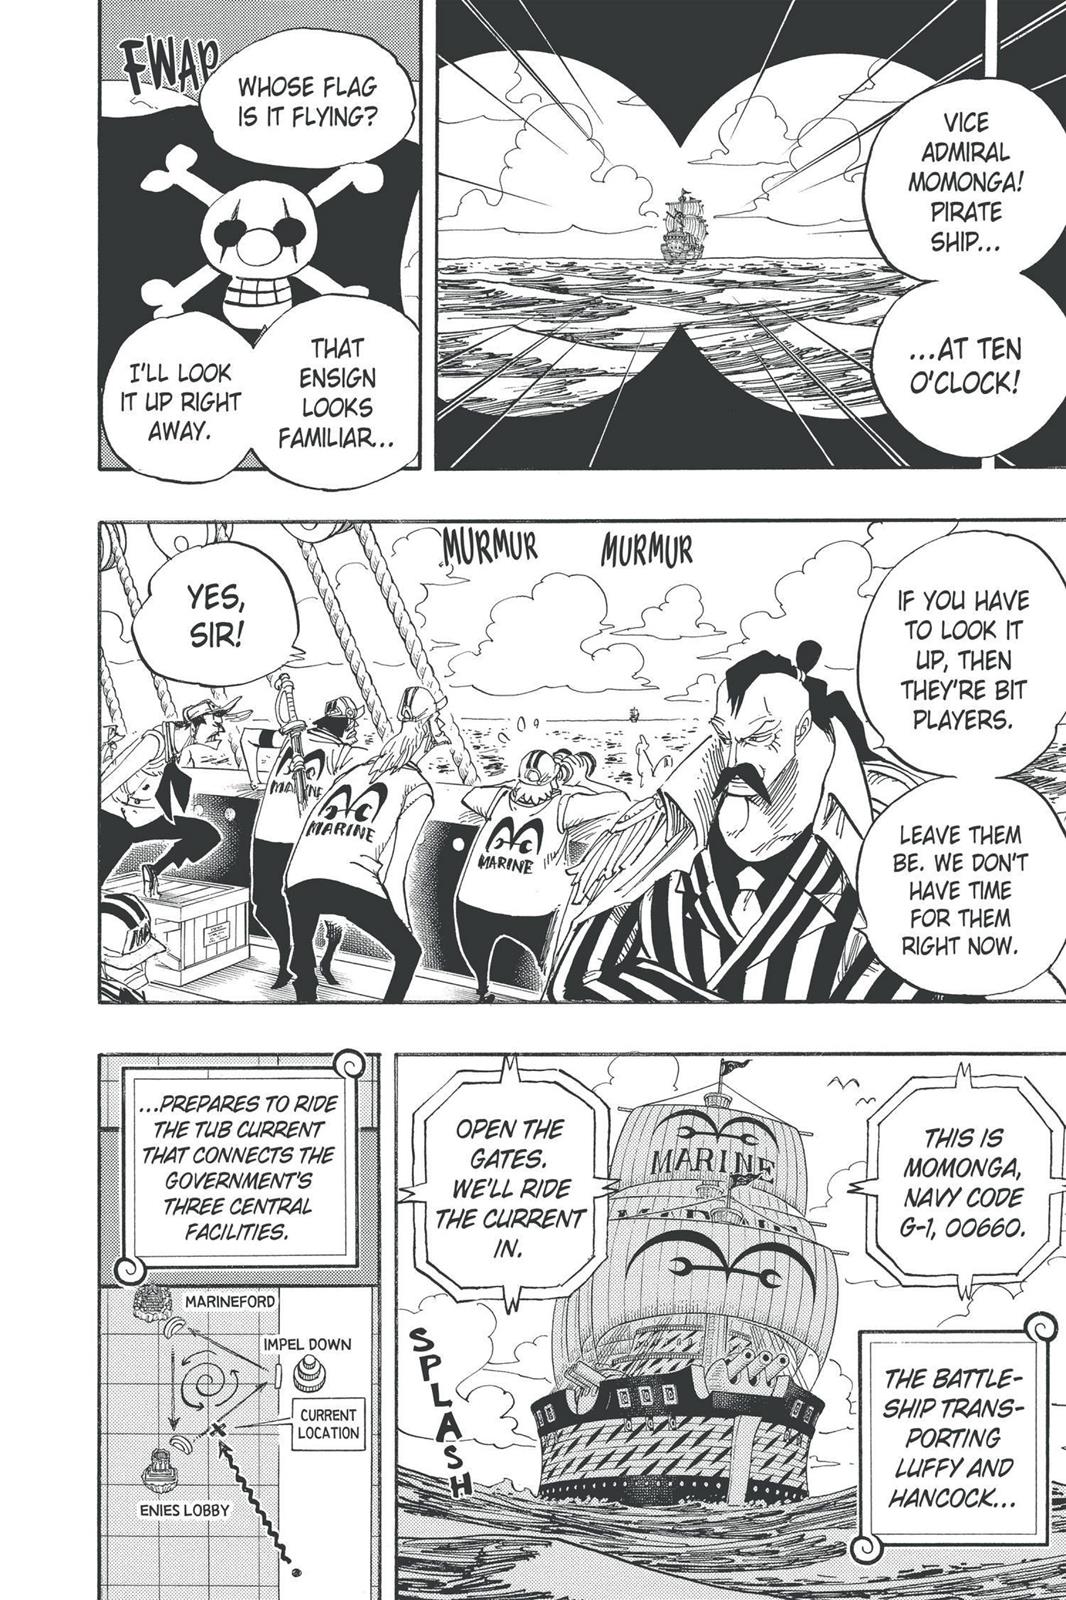 VICE
ADMIRAL
MOMONGA!
PIRATE
SHIP...
...AT TEN
O'CLOCK!
FWAP
WHOSE FLAG
IS IT FLYING?
THAT
ENSIGN
LOOKS
FAMILIAR...
I'LL LOOK
IT UP RIGHT
AWAY.
IF YOU HAVE
TO LOOK IT
UP, THEN
THEY'RE BIT
PLAYERS.
LEAVE THEM
BE. WE DON'T
HAVE TIME
FOR THEM
RIGHT NOW.
MURMUR
MURMUR
YES,
SIR!
MARINE
MARINE
MARINE
THIS IS
MOMONGA,
NAVY CODE
G-1, 00660.
OPEN THE
GATES.
WE'LL RIDE
THE CURRENT
IN.
MARINE
SPLASH
THE BATTLE-
SHIP TRANS-
PORTING
LUFFY AND
HANCOCK...
...PREPARES TO RIDE
THE TUB CURRENT
THAT CONNECTS THE
GOVERNMENT'S
THREE CENTRAL
FACILITIES.
MARINEFORD
IMPEL DOWN
CURRENT
LOCATION
ENIES LOBBY